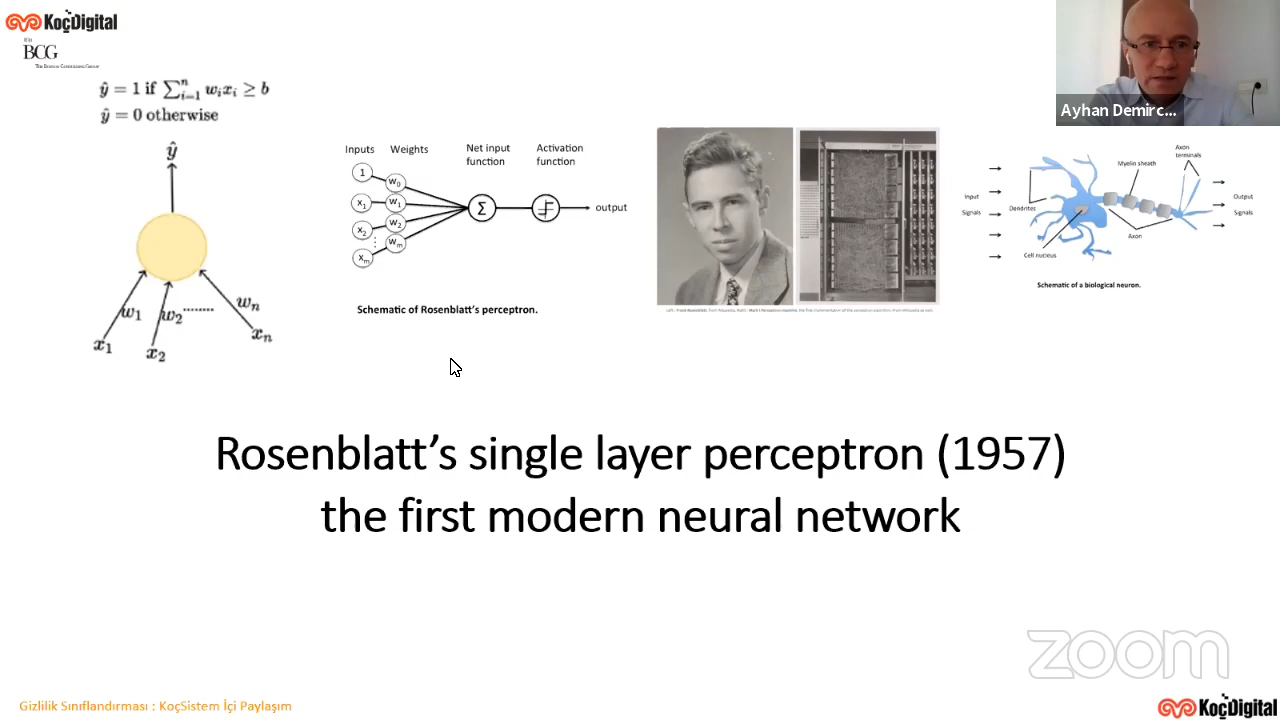 KoçDigital
BCG
THE BOSTON CONSULTING GROUP
ŷ = 1 if ∑ⁿᵢ₌₁ wᵢxᵢ ≥ b
ŷ = 0 otherwise
ŷ
w₁ w₂ ........ wₙ
x₁ x₂ xₙ
Inputs Weights Net input function Activation function
1 w₀
x₁ w₁
x₂ w₂
⋮
xₘ wₘ
Σ
output
Schematic of Rosenblatt's perceptron.
Ayhan Demirc...
Axon terminals
Myelin sheath
Input Signals
Dendrites
Output Signals
Axon
Cell nucleus
Schematic of a biological neuron.
Rosenblatt's single layer perceptron (1957)
the first modern neural network
zoom
Gizlilik Sınıflandırması : KoçSistem İçi Paylaşım
KoçDigital